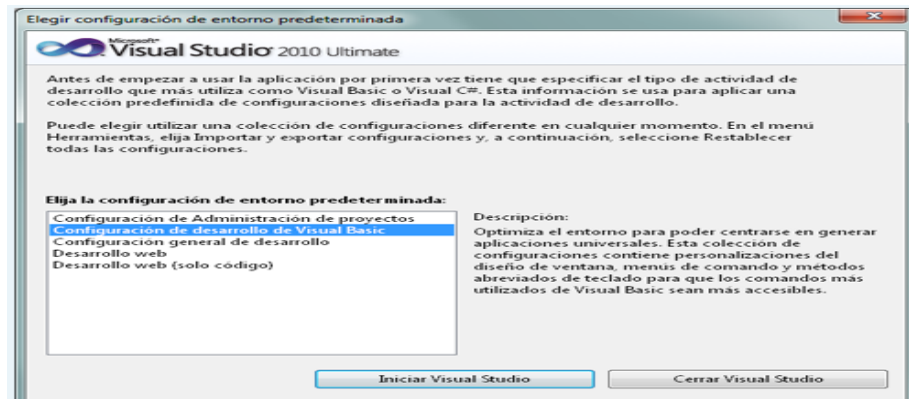 Elegir configuración de entorno predeterminada
Microsoft®
Visual Studio® 2010 Ultimate
Antes de empezar a usar la aplicación por primera vez tiene que especificar el tipo de actividad de
desarrollo que más utiliza como Visual Basic o Visual C#. Esta información se usa para aplicar una
colección predefinida de configuraciones diseñada para la actividad de desarrollo.
Puede elegir utilizar una colección de configuraciones diferente en cualquier momento. En el menú
Herramientas, elija Importar y exportar configuraciones y, a continuación, seleccione Restablecer
todas las configuraciones.
Elija la configuración de entorno predeterminada:
Configuración de Administración de proyectos
Configuración de desarrollo de Visual Basic
Configuración general de desarrollo
Desarrollo web
Desarrollo web (solo código)
Descripción:
Optimiza el entorno para poder centrarse en generar
aplicaciones universales. Esta colección de
configuraciones contiene personalizaciones del
diseño de ventana, menús de comando y métodos
abreviados de teclado para que los comandos más
utilizados de Visual Basic sean más accesibles.
Iniciar Visual Studio
Cerrar Visual Studio